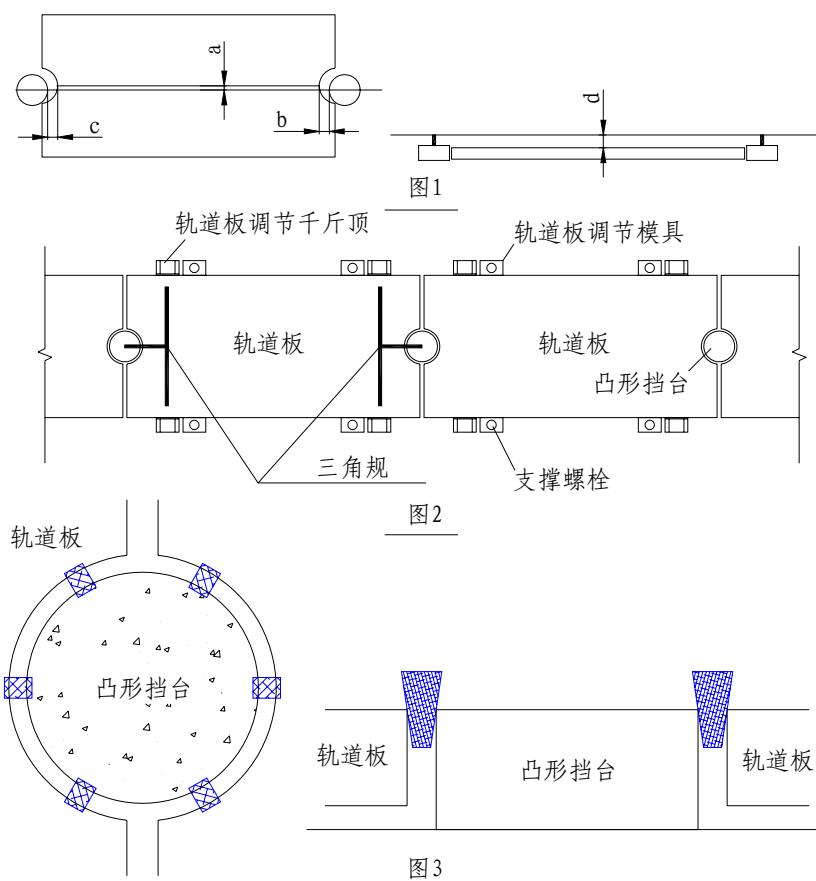 a
c
b
d
图1
轨道板调节千斤顶
轨道板调节模具
轨道板
轨道板
凸形挡台
三角规
支撑螺栓
图2
轨道板
凸形挡台
轨道板
凸形挡台
轨道板
图3